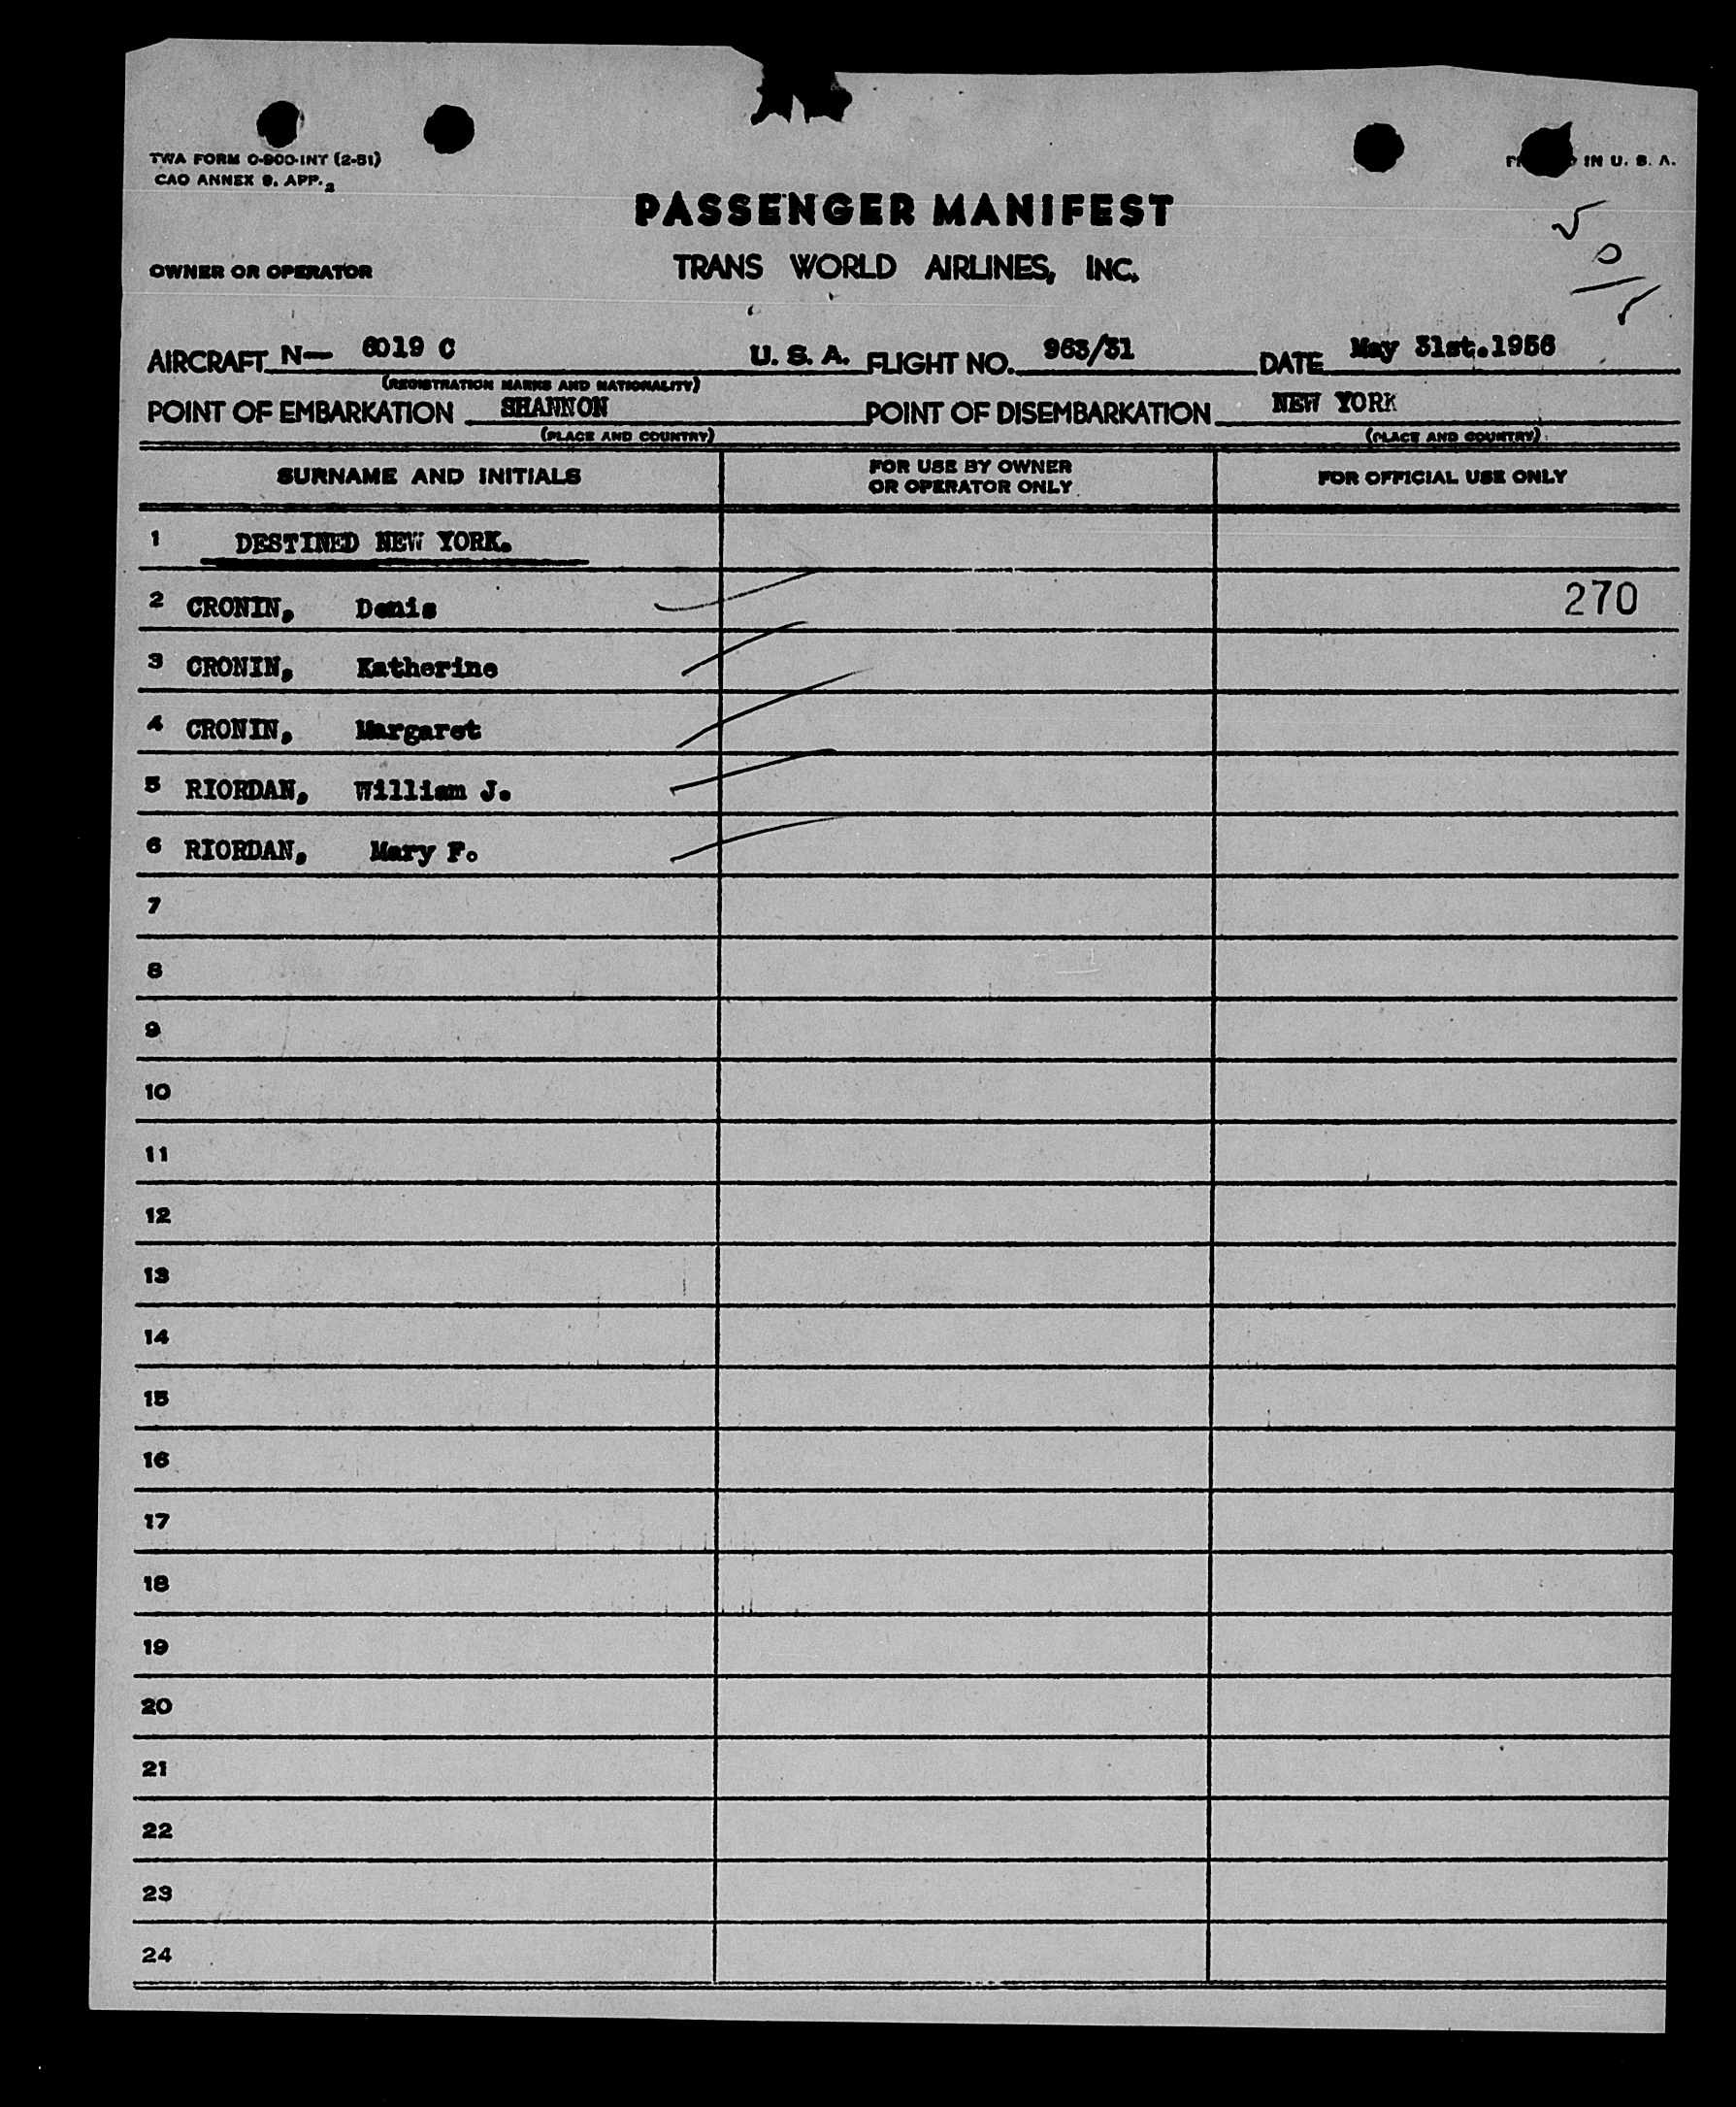 TWA FORM O-900-INT (2-51)
CAO ANNEX 9. APP. 2
IN U. S. A.
PASSENGER MANIFEST
OWNER OR OPERATOR TRANS WORLD AIRLINES, INC.
5
0
AIRCRAFT N— 6019 C U. S. A. FLIGHT NO. 963/31 DATE May 31st.1956
(REGISTRATION MARKS AND NATIONALITY)
POINT OF EMBARKATION SHANNON POINT OF DISEMBARKATION NEW YORK
(PLACE AND COUNTRY) (PLACE AND COUNTRY)
SURNAME AND INITIALS FOR USE BY OWNER OR OPERATOR ONLY FOR OFFICIAL USE ONLY
1 DESTINED NEW YORK.
2 CRONIN, Denis 270
3 CRONIN, Katherine
4 CRONIN, Margaret
5 RIORDAN, William J.
6 RIORDAN, Mary F.
7
8
9
10
11
12
13
14
15
16
17
18
19
20
21
22
23
24